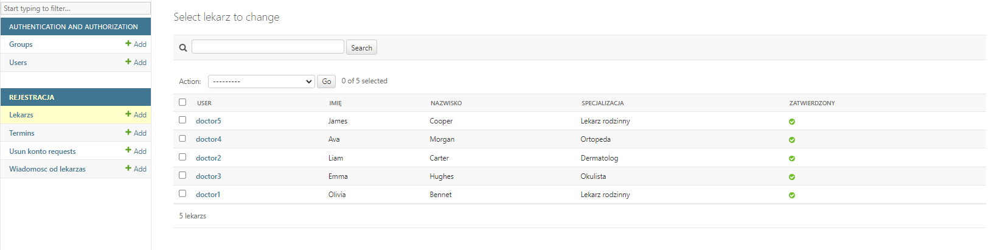 Start typing to filter...
AUTHENTICATION AND AUTHORIZATION
Groups Add
Users Add
REJESTRACJA
Lekarzs Add
Termins Add
Usun konto requests Add
Wiadomosc od lekarzas Add
Select lekarz to change
Search
Action: --------- Go 0 of 5 selected
USER IMIĘ NAZWISKO SPECJALIZACJA ZATWIERDZONY
doctor5 James Cooper Lekarz rodzinny
doctor4 Ava Morgan Ortopeda
doctor2 Liam Carter Dermatolog
doctor3 Emma Hughes Okulista
doctor1 Olivia Bennet Lekarz rodzinny
5 lekarzs